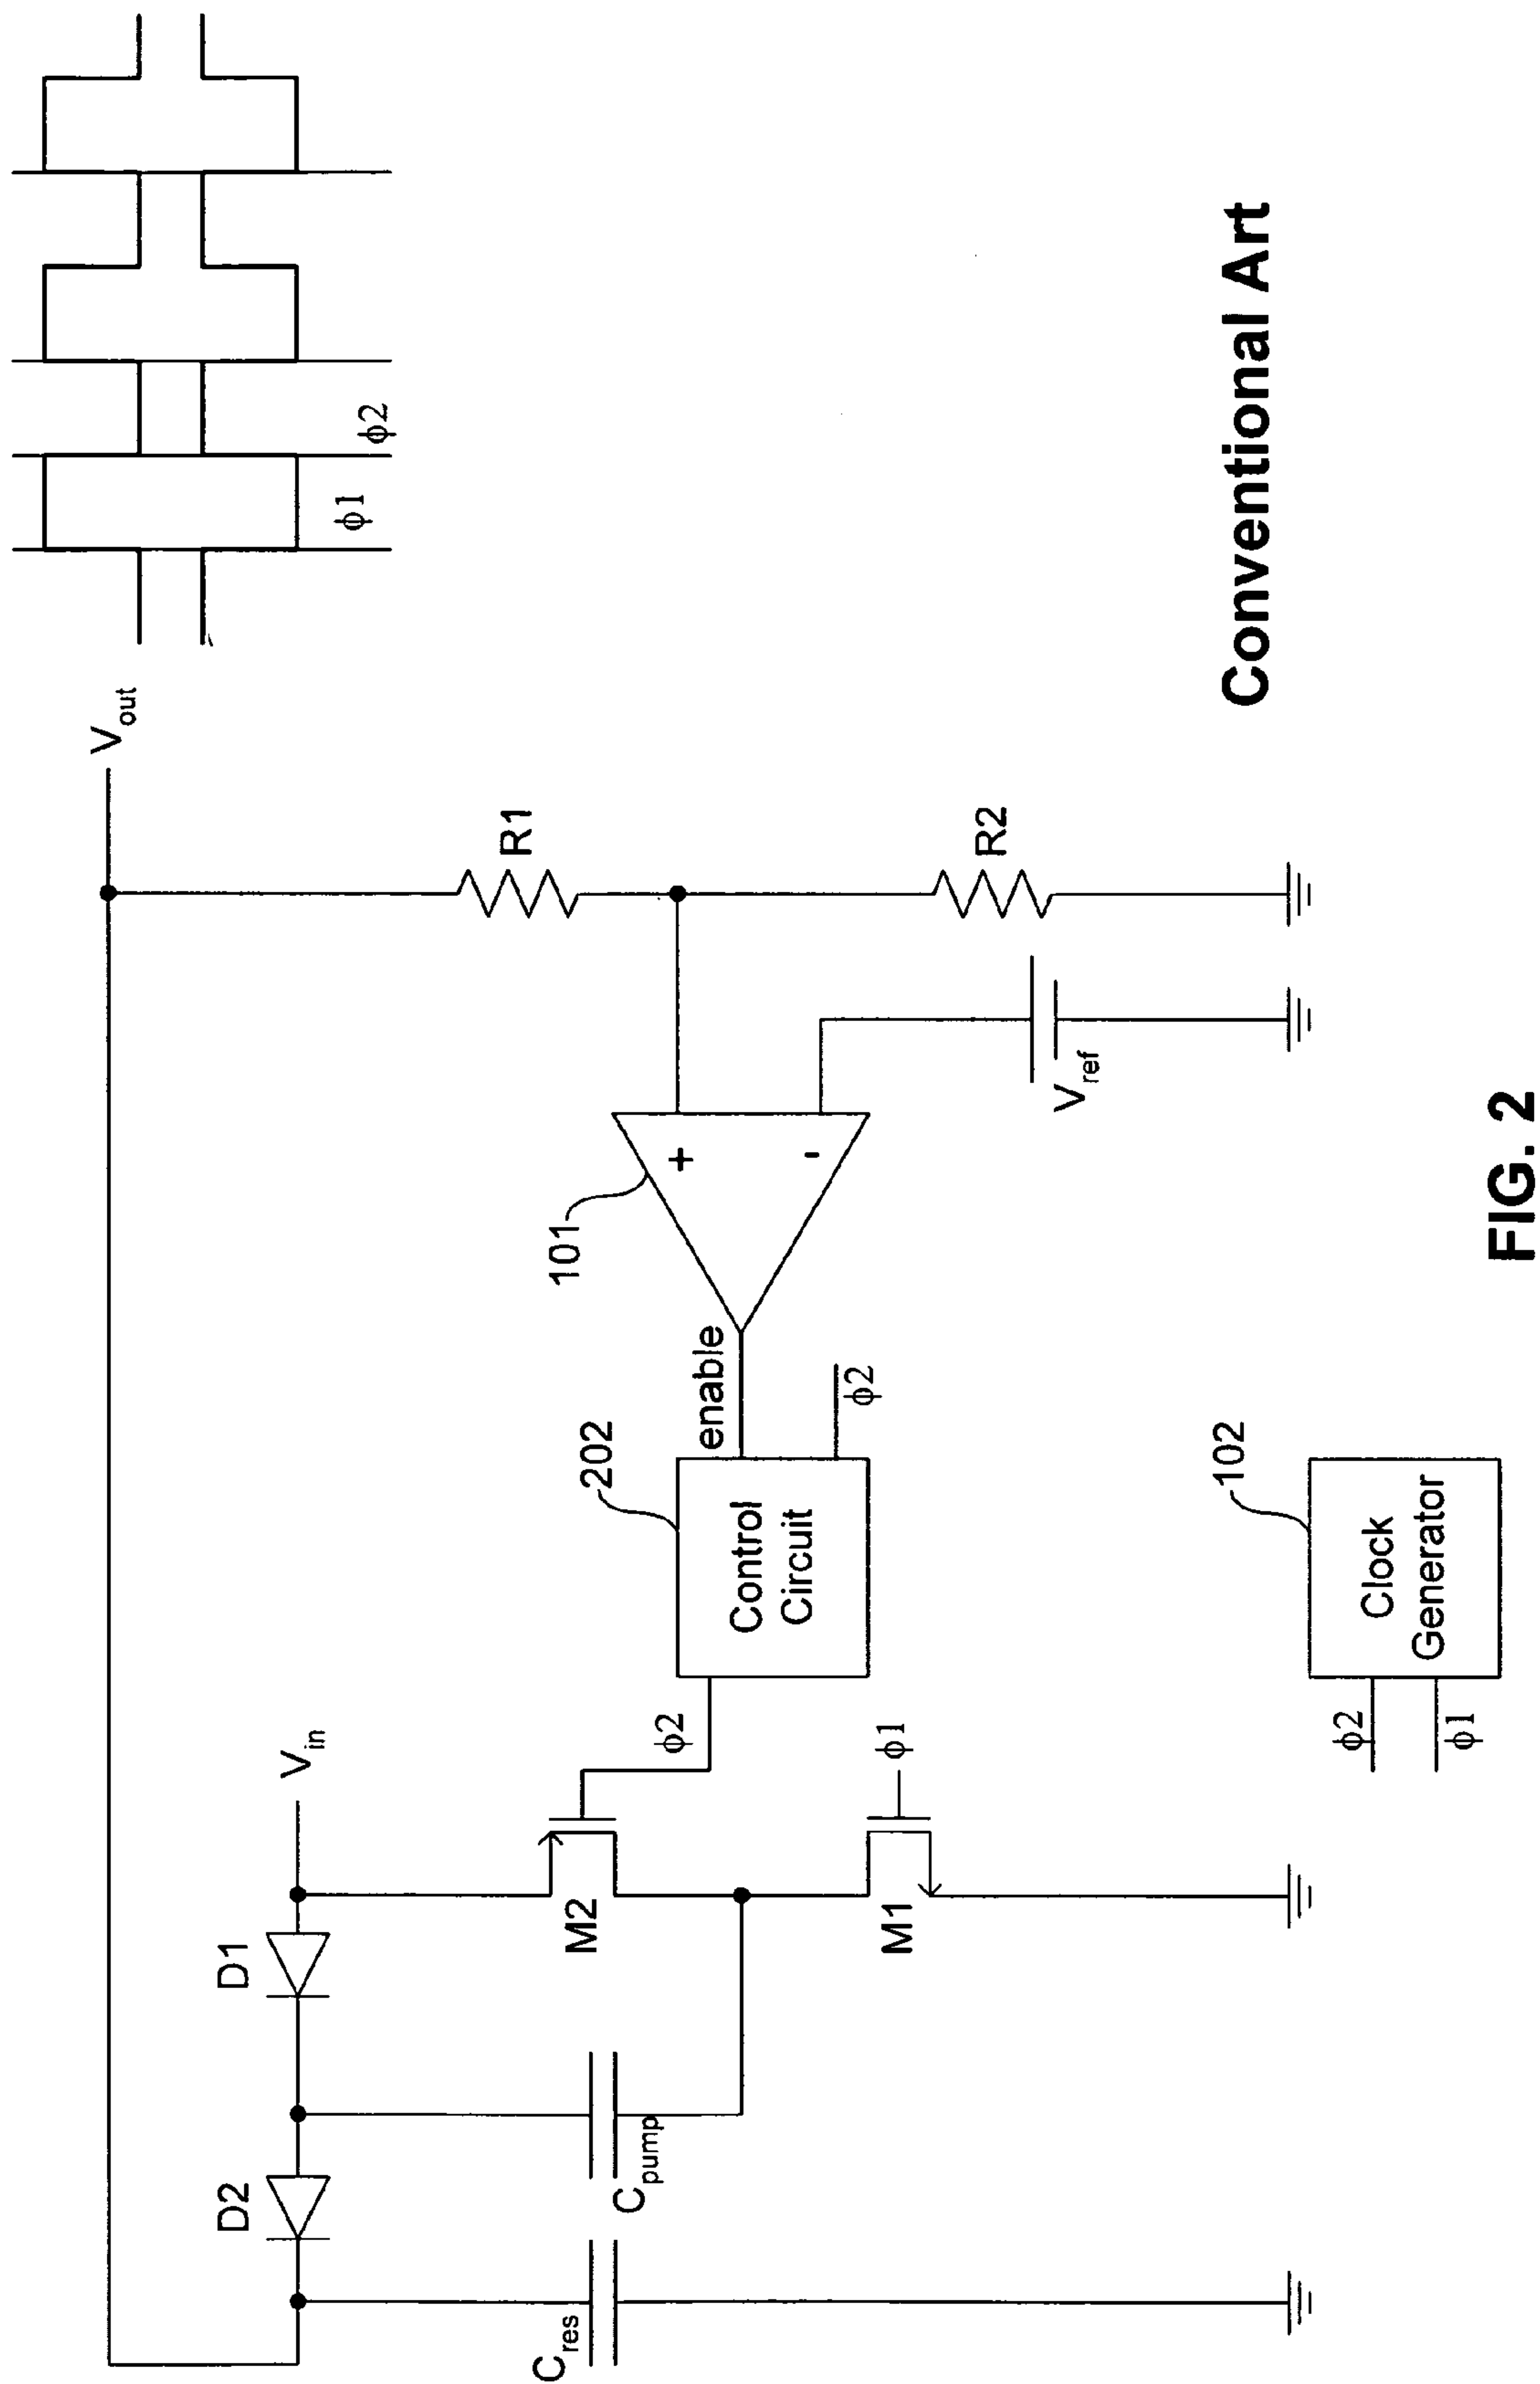 Vout
ϕ1
ϕ2
D2
D1
Vin
Cres
Cpump
M2
ϕ2
202
Control
Circuit
enable
ϕ2
101
+
-
R1
R2
Vref
M1
ϕ1
ϕ2
ϕ1
102
Clock
Generator
Conventional Art
FIG. 2